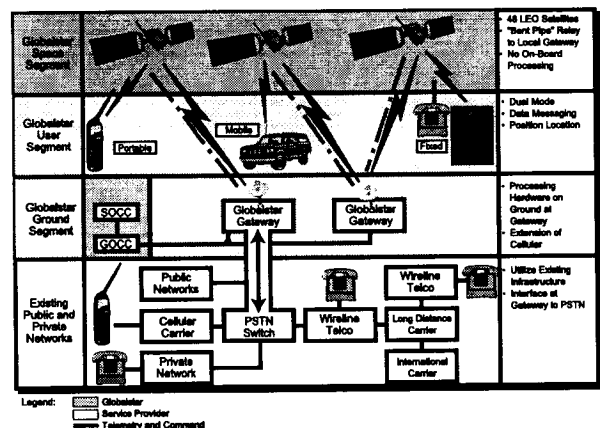 Globalstar
Space
Segment
48 LEO Satellites
"Bent Pipe" Relay
to Local Gateway
No On-Board
Processing
Globalstar
User
Segment
Portable
Mobile
Fixed
Dual Mode
Data Messaging
Position Location
Globalstar
Ground
Segment
SOCC
GOCC
Globalstar
Gateway
Globalstar
Gateway
Processing
Hardware on
Ground at
Gateway
Extension of
Cellular
Existing
Public and
Private
Networks
Public
Networks
Cellular
Carrier
Private
Network
PSTN
Switch
Wireline
Telco
Wireline
Telco
Long Distance
Carrier
International
Carrier
Utilize Existing
Infrastructure
Interface at
Gateway to PSTN
Legend:
Globalstar
Service Provider
Telemetry and Command